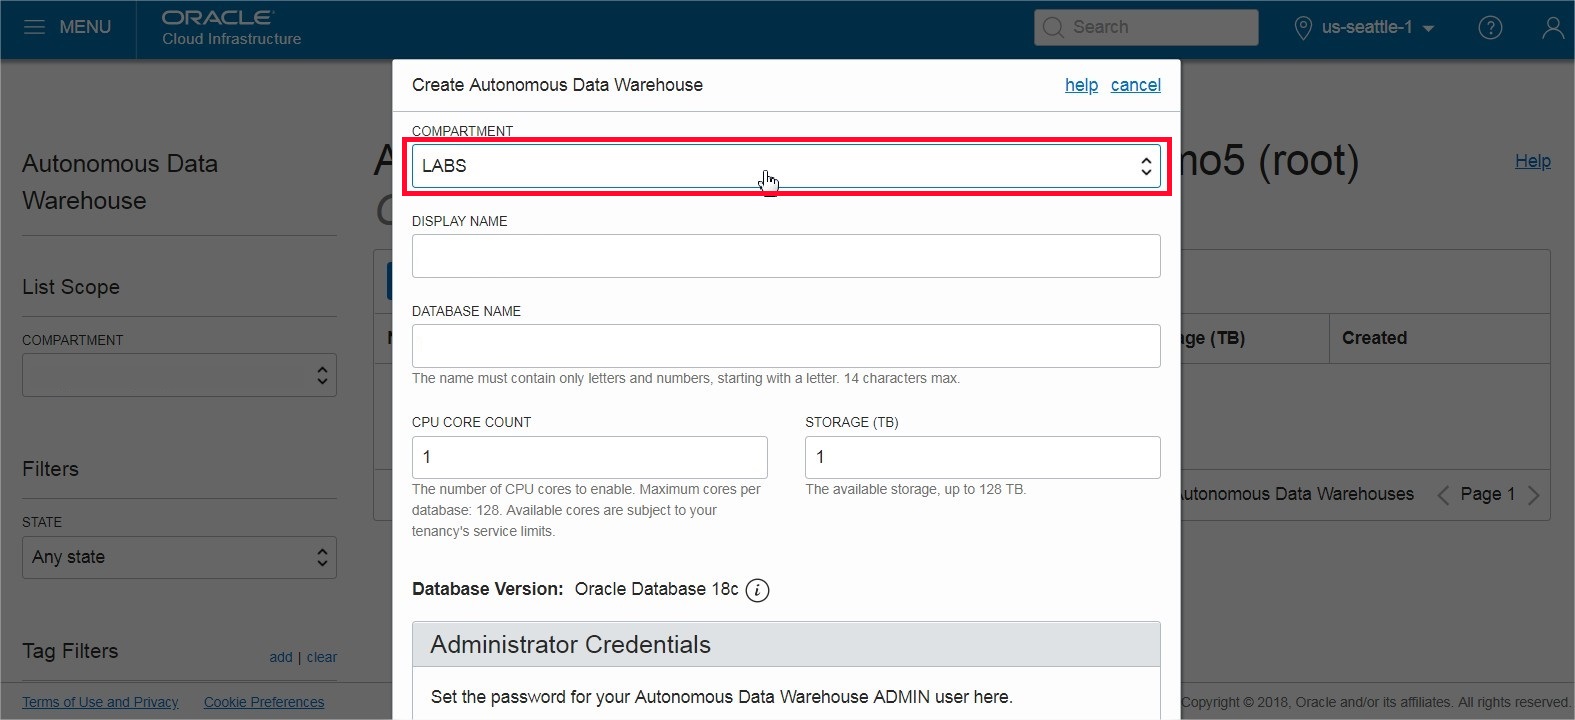 MENU
ORACLE
Cloud Infrastructure
Search
us-seattle-1
Create Autonomous Data Warehouse
help cancel
COMPARTMENT
LABS
DISPLAY NAME
DATABASE NAME
The name must contain only letters and numbers, starting with a letter. 14 characters max.
CPU CORE COUNT
1
The number of CPU cores to enable. Maximum cores per
database: 128. Available cores are subject to your
tenancy's service limits.
STORAGE (TB)
1
The available storage, up to 128 TB.
Database Version: Oracle Database 18c
Administrator Credentials
Set the password for your Autonomous Data Warehouse ADMIN user here.
Autonomous Data
Warehouse
List Scope
COMPARTMENT
Filters
STATE
Any state
Tag Filters
add | clear
(root)
Help
(TB)
Created
Autonomous Data Warehouses
Page 1
Terms of Use and Privacy
Cookie Preferences
Copyright © 2018, Oracle and/or its affiliates. All rights reserved.